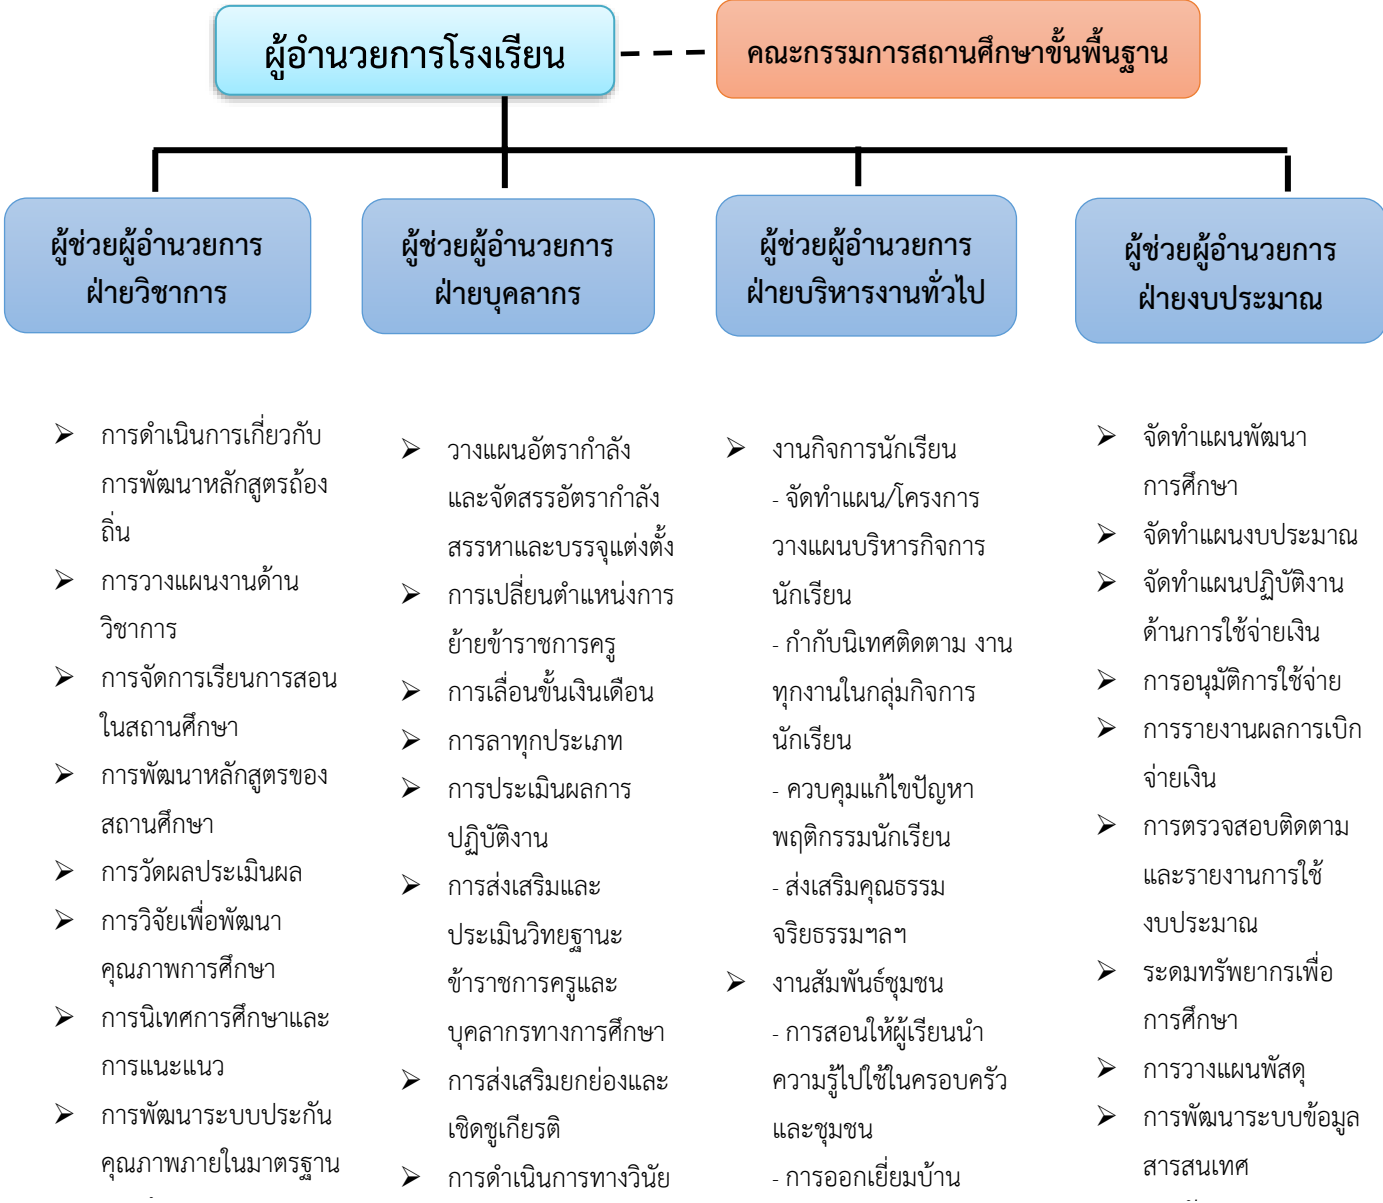 ผู้อำนวยการโรงเรียน
คณะกรรมการสถานศึกษาขั้นพื้นฐาน
ผู้ช่วยผู้อำนวยการ
ฝ่ายวิชาการ
ผู้ช่วยผู้อำนวยการ
ฝ่ายบุคลากร
ผู้ช่วยผู้อำนวยการ
ฝ่ายบริหารงานทั่วไป
ผู้ช่วยผู้อำนวยการ
ฝ่ายงบประมาณ
➢ การดำเนินการเกี่ยวกับ
การพัฒนาหลักสูตรถ้อง
ถิ่น
➢ การวางแผนงานด้าน
วิชาการ
➢ การจัดการเรียนการสอน
ในสถานศึกษา
➢ การพัฒนาหลักสูตรของ
สถานศึกษา
➢ การวัดผลประเมินผล
➢ การวิจัยเพื่อพัฒนา
คุณภาพการศึกษา
➢ การนิเทศการศึกษาและ
การแนะแนว
➢ การพัฒนาระบบประกัน
คุณภาพภายในมาตรฐาน
➢ วางแผนอัตรากำลัง
และจัดสรรอัตรากำลัง
สรรหาและบรรจุแต่งตั้ง
➢ การเปลี่ยนตำแหน่งการ
ย้ายข้าราชการครู
➢ การเลื่อนขั้นเงินเดือน
➢ การลาทุกประเภท
➢ การประเมินผลการ
ปฏิบัติงาน
➢ การส่งเสริมและ
ประเมินวิทยฐานะ
ข้าราชการครูและ
บุคลากรทางการศึกษา
➢ การส่งเสริมยกย่องและ
เชิดชูเกียรติ
➢ การดำเนินการทางวินัย
➢ งานกิจการนักเรียน
- จัดทำแผน/โครงการ
วางแผนบริหารกิจการ
นักเรียน
- กำกับนิเทศติดตาม งาน
ทุกงานในกลุ่มกิจการ
นักเรียน
- ควบคุมแก้ไขปัญหา
พฤติกรรมนักเรียน
- ส่งเสริมคุณธรรม
จริยธรรมฯลฯ
➢ งานสัมพันธ์ชุมชน
- การสอนให้ผู้เรียนนำ
ความรู้ไปใช้ในครอบครัว
และชุมชน
- การออกเยี่ยมบ้าน
➢ จัดทำแผนพัฒนา
การศึกษา
➢ จัดทำแผนงบประมาณ
➢ จัดทำแผนปฏิบัติงาน
ด้านการใช้จ่ายเงิน
➢ การอนุมัติการใช้จ่าย
➢ การรายงานผลการเบิก
จ่ายเงิน
➢ การตรวจสอบติดตาม
และรายงานการใช้
งบประมาณ
➢ ระดมทรัพยากรเพื่อ
การศึกษา
➢ การวางแผนพัสดุ
➢ การพัฒนาระบบข้อมูล
สารสนเทศ